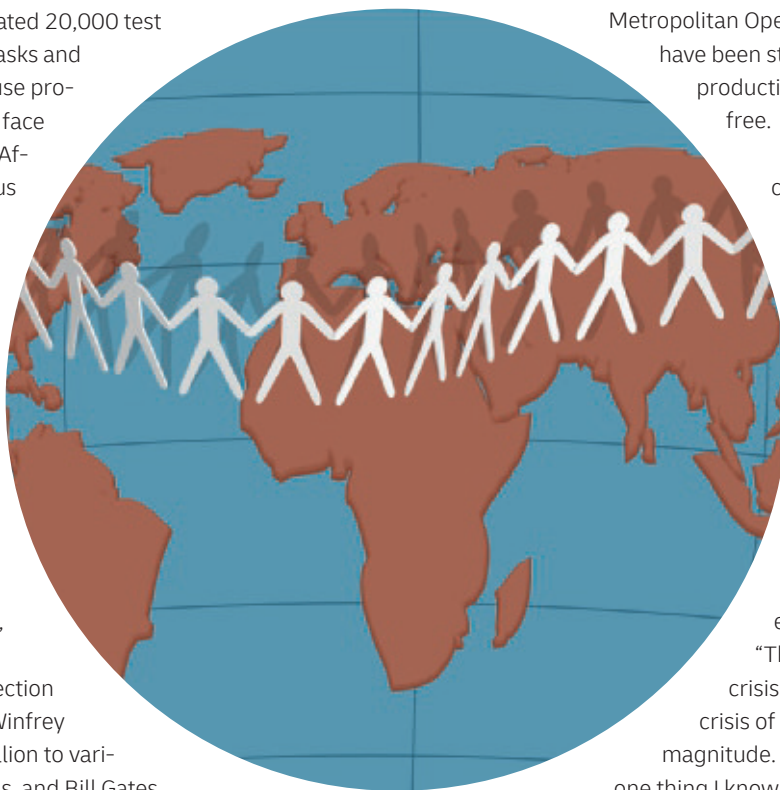 ated 20,000 test
asks and
use pro-
face
Af-
us
,
ection
Winfrey
lion to vari-
s, and Bill Gates
Metropolitan Ope
have been st
producti
free.
c
e
“Th
crisis
crisis of
magnitude.
one thing I know